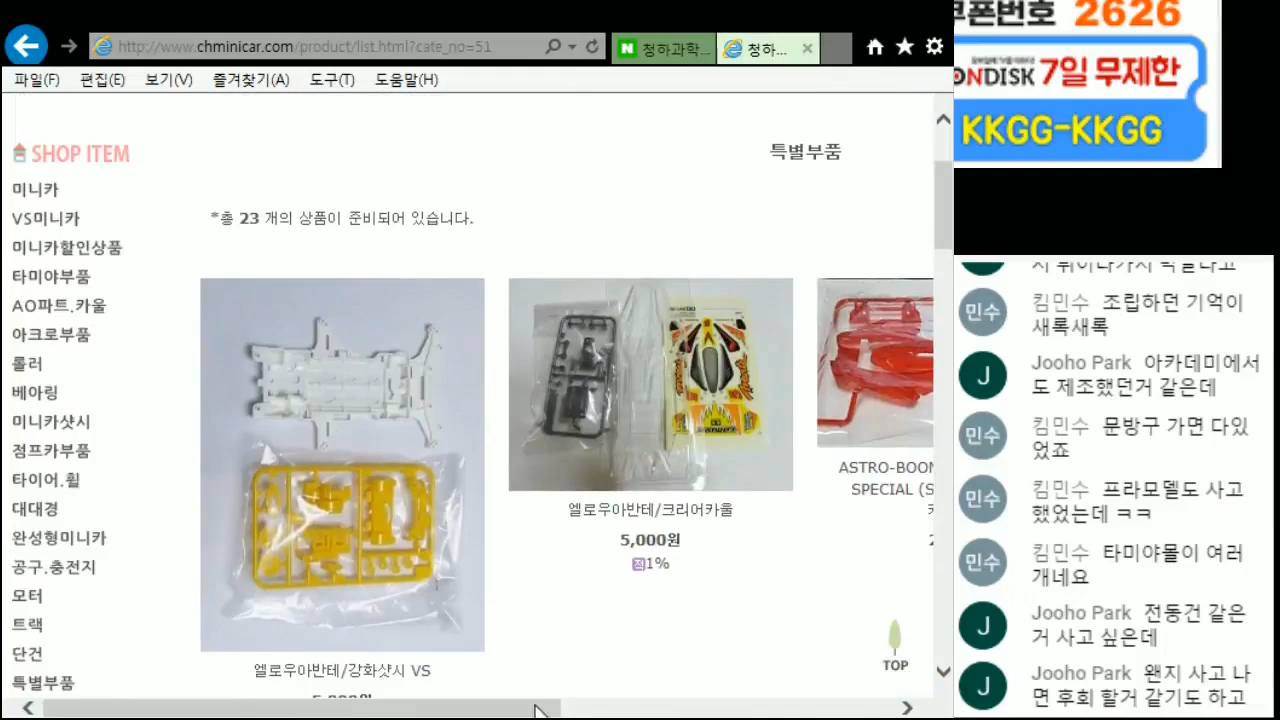 쿠폰번호 2626
http://www.chminicar.com/product/list.html?cate_no=51
청하과학...
청하...
ONDISK 7일 무제한
파일(F) 편집(E) 보기(V) 즐겨찾기(A) 도구(T) 도움말(H)
KKGG-KKGG
SHOP ITEM
특별부품
미니카
VS미니카
*총 23 개의 상품이 준비되어 있습니다.
미니카할인상품
타미야부품
AO파트.카울
아크로부품
롤러
베아링
미니카샷시
점프카부품
타이어.휠
대대경
완성형미니카
공구.충전지
모터
트랙
단건
특별부품
엘로우아반테/강화샷시 VS
엘로우아반테/크리어카울
5,000원
적1%
ASTRO-BOOM
SPECIAL (S
TOP
킴민수 조립하던 기억이
새록새록
Jooho Park 아카데미에서
도 제조했던거 같은데
킴민수 문방구 가면 다있
었죠
킴민수 프라모델도 사고
했었는데 ㅋㅋ
킴민수 타미야몰이 여러
개네요
Jooho Park 전동건 같은
거 사고 싶은데
Jooho Park 왠지 사고 나
면 후회 할거 같기도 하고
민수
J
민수
민수
민수
J
J